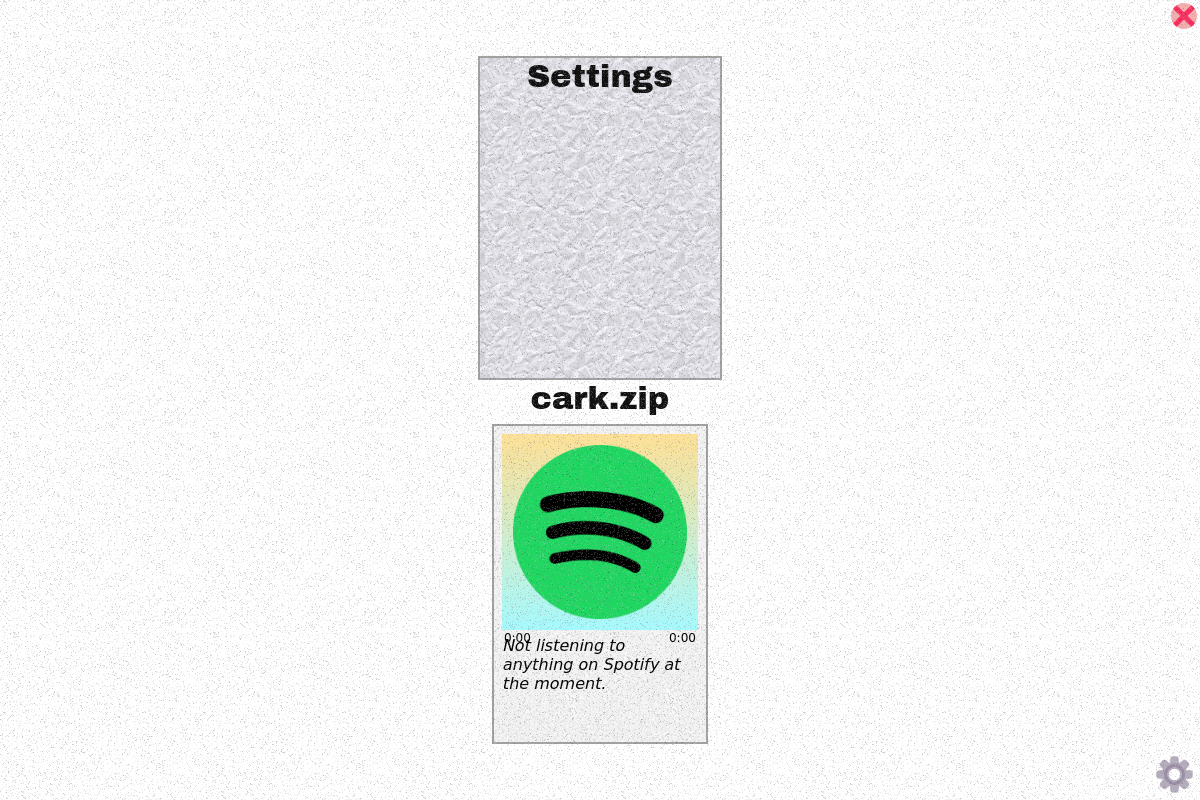 Settings
cark.zip
0:00 0:00
Not listening to
anything on Spotify at
the moment.